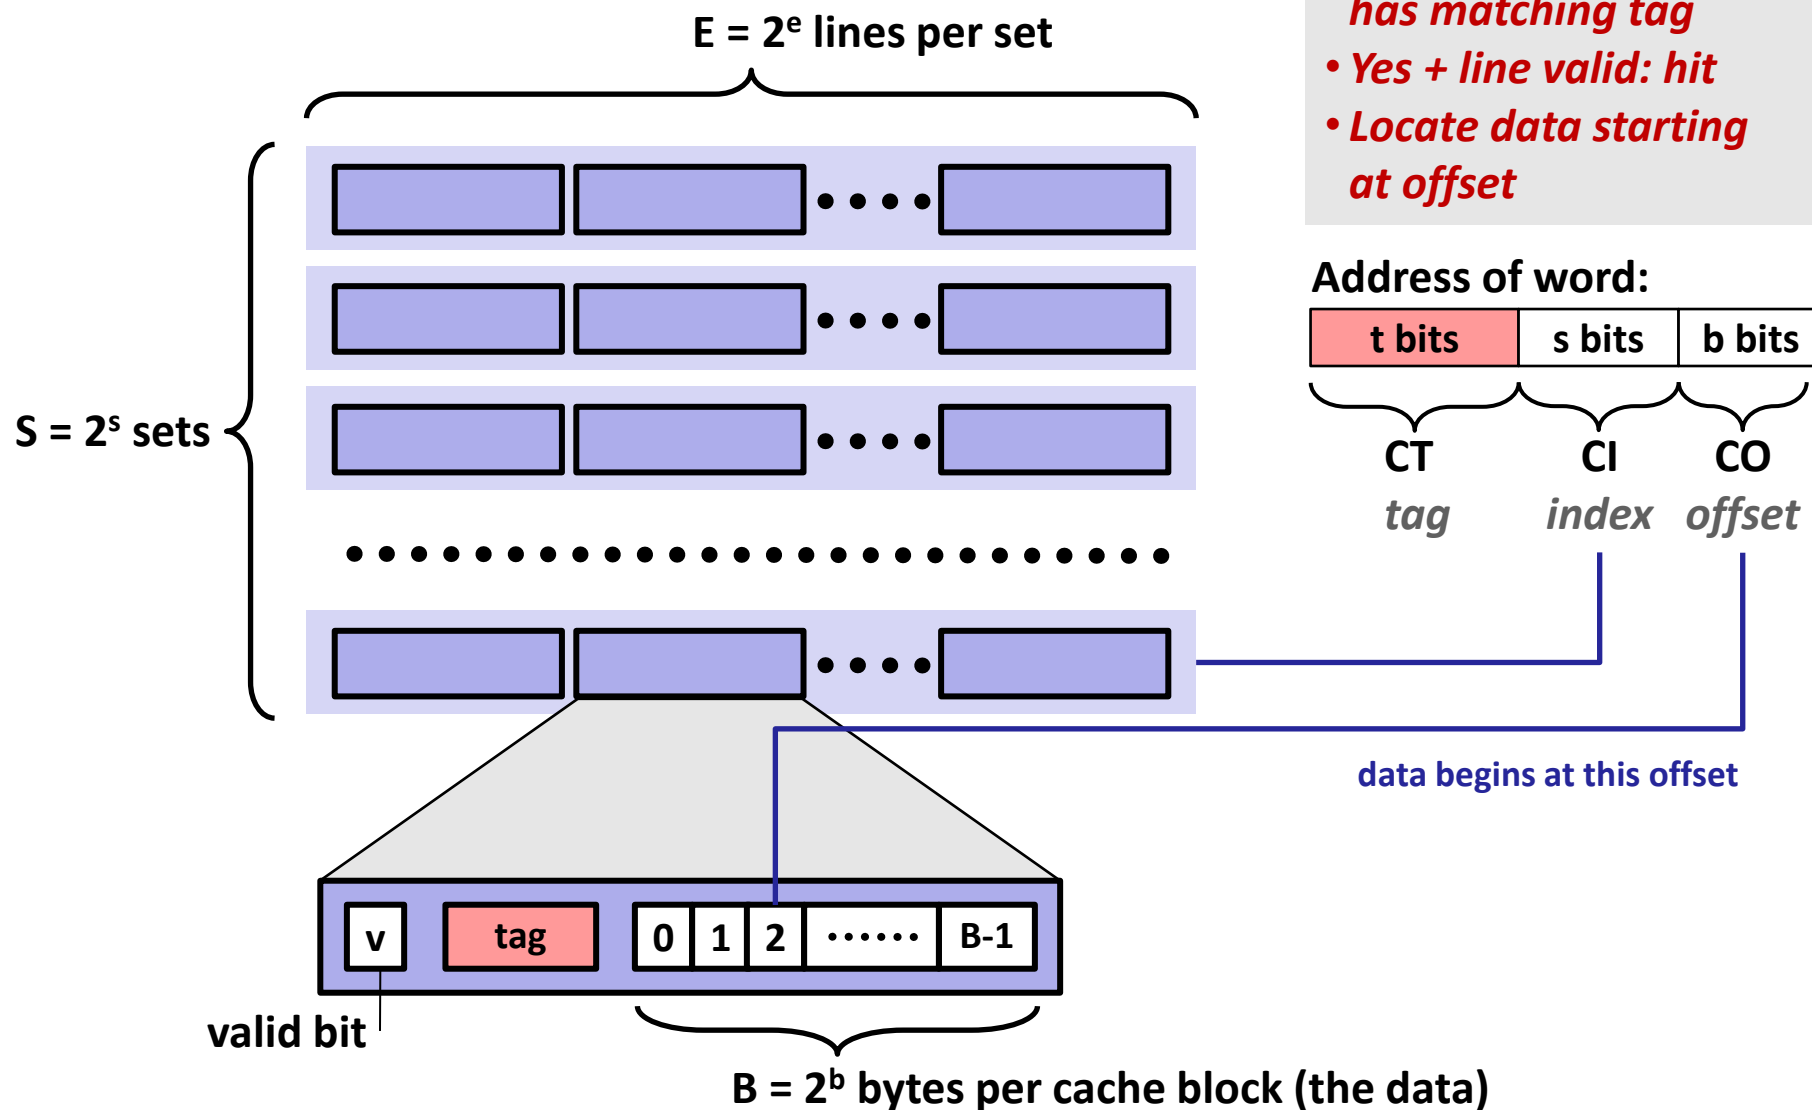 E = 2ᵉ lines per set
has matching tag
• Yes + line valid: hit
• Locate data starting
at offset
Address of word:
t bits s bits b bits
CT CI CO
tag index offset
S = 2ˢ sets
data begins at this offset
v tag 0 1 2 •••••• B-1
valid bit
B = 2ᵇ bytes per cache block (the data)